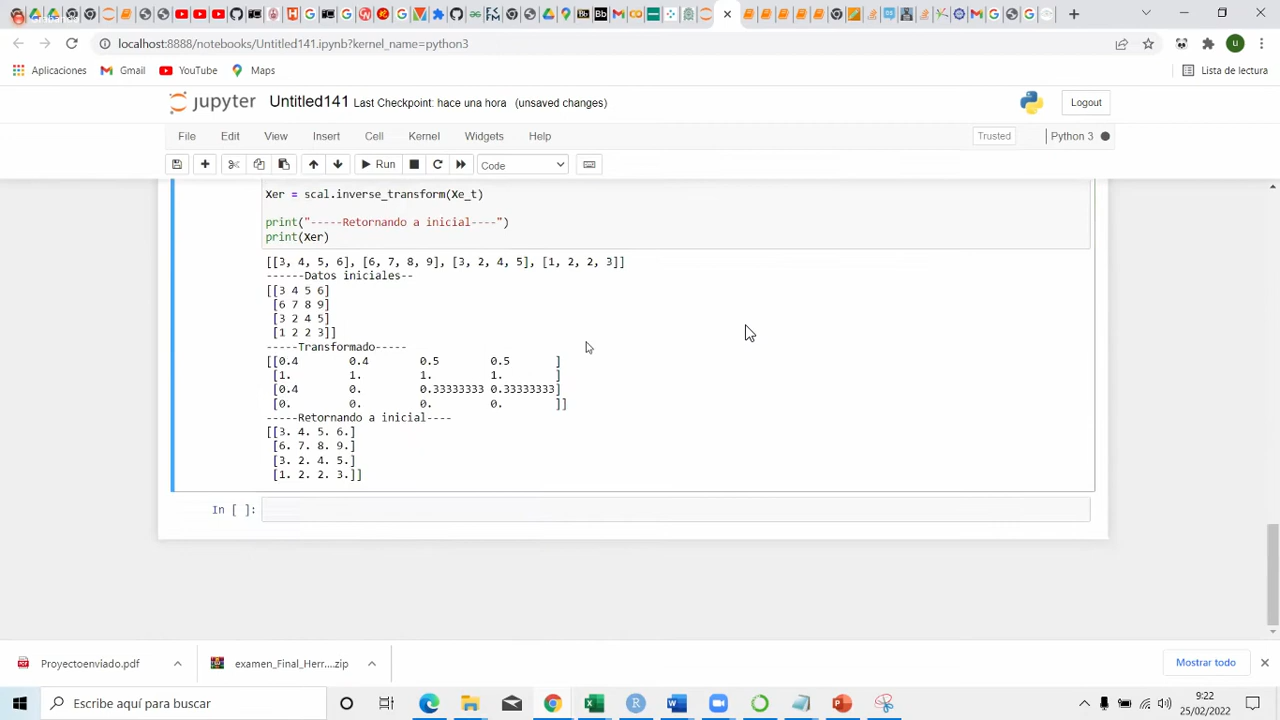 localhost:8888/notebooks/Untitled141.ipynb?kernel_name=python3
u
Aplicaciones
Gmail
YouTube
Maps
Lista de lectura
jupyter Untitled141 Last Checkpoint: hace una hora (unsaved changes)
Logout
File Edit View Insert Cell Kernel Widgets Help
Trusted
Python 3
Run
Code
Xer = scal.inverse_transform(Xe_t)
print("-----Retornando a inicial----")
print(Xer)
[[3, 4, 5, 6], [6, 7, 8, 9], [3, 2, 4, 5], [1, 2, 2, 3]]
------Datos iniciales--
[[3 4 5 6]
[6 7 8 9]
[3 2 4 5]
[1 2 2 3]]
-----Transformado-----
[[0.4 0.4 0.5 0.5 ]
[1. 1. 1. 1. ]
[0.4 0. 0.33333333 0.33333333]
[0. 0. 0. 0. ]]
-----Retornando a inicial----
[[3. 4. 5. 6.]
[6. 7. 8. 9.]
[3. 2. 4. 5.]
[1. 2. 2. 3.]]
In [ ]:
Proyectoenviado.pdf
examen_Final_Herr....zip
Mostrar todo
Escribe aquí para buscar
9:22
25/02/2022